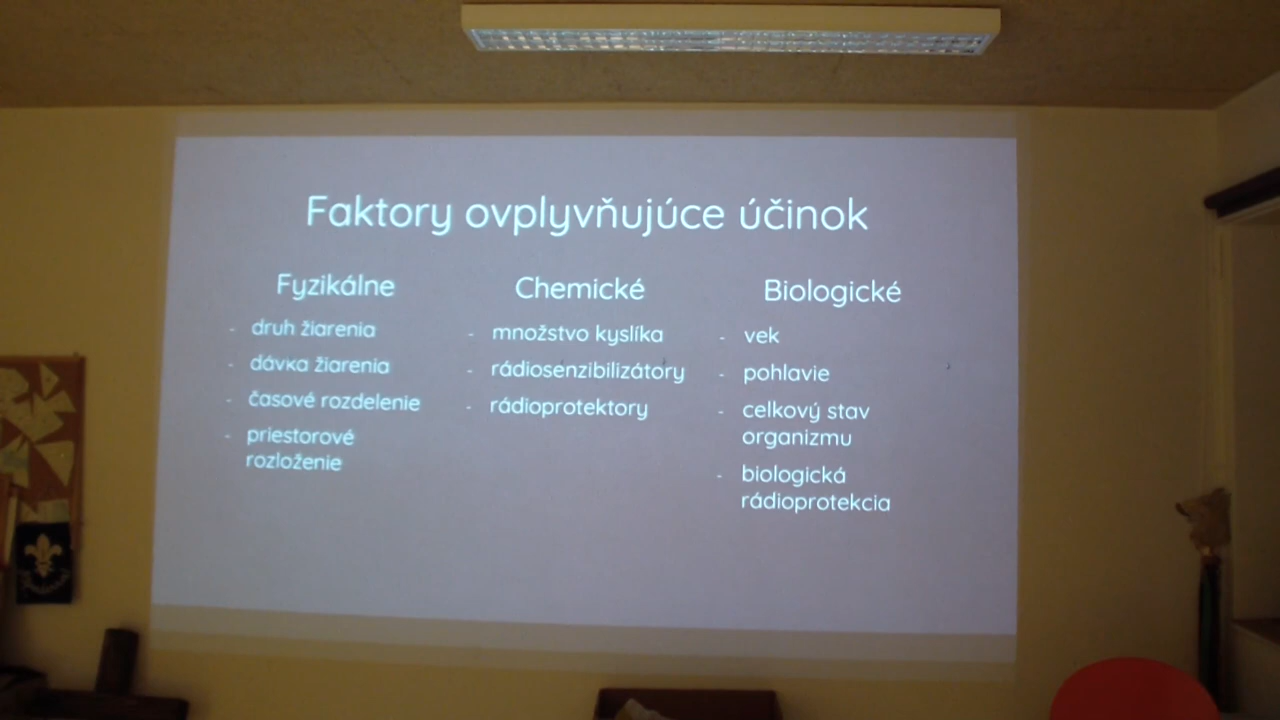 Faktory ovplyvňujúce účinok
Fyzikálne
- druh žiarenia
- dávka žiarenia
- časové rozdelenie
- priestorové
rozloženie
Chemické
- množstvo kyslíka
- rádiosenzibilizátory
- rádioprotektory
Biologické
- vek
- pohlavie
- celkový stav
organizmu
- biologická
rádioprotekcia